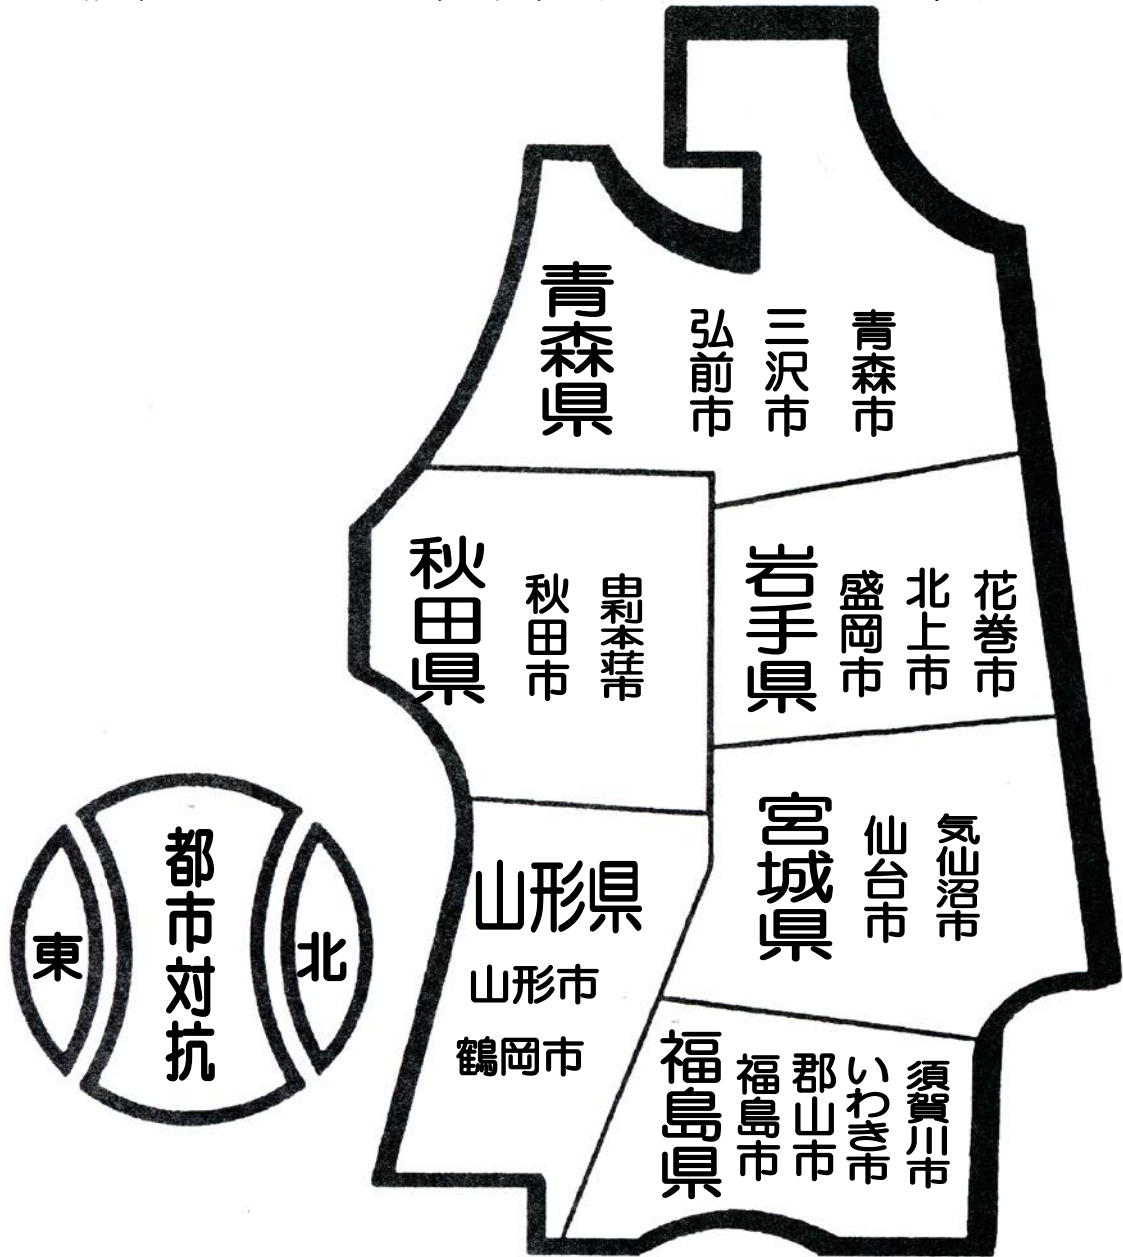 青森県
弘前市
三沢市
青森市
秋田県
秋田市
由利本荘市
岩手県
盛岡市
北上市
花巻市
宮城県
仙台市
気仙沼市
山形県
山形市
鶴岡市
福島県
福島市
郡山市
いわき市
須賀川市
東
北
都市対抗